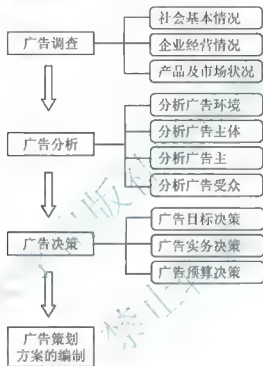 社会基本情况
广告调查
企业经营情况
产品及市场状况
分析广告环境
分析广告主体
广告分析
分析广告主
分析广告受众
广告目标决策
广告决策
广告实务决策
广告预算决策
广告策划
方案的编制